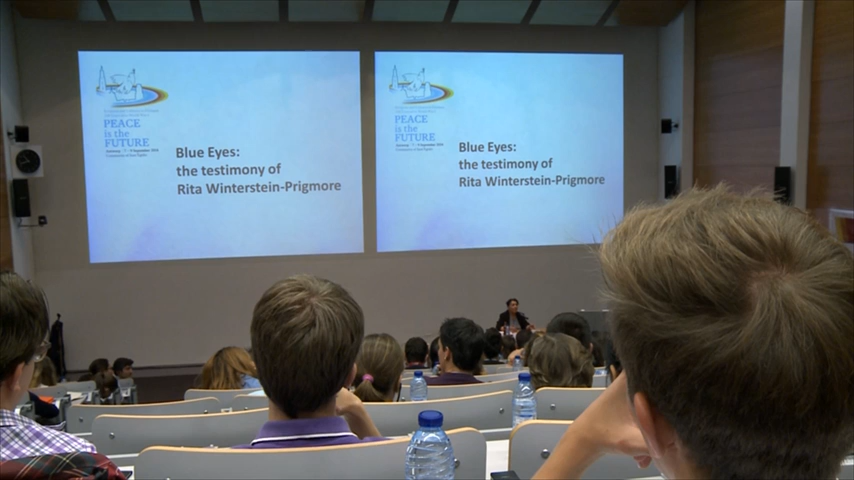 PEACE
is the
FUTURE
Blue Eyes:
the testimony of
Rita Winterstein-Prigmore
PEACE
is the
FUTURE
Blue Eyes:
the testimony of
Rita Winterstein-Prigmore